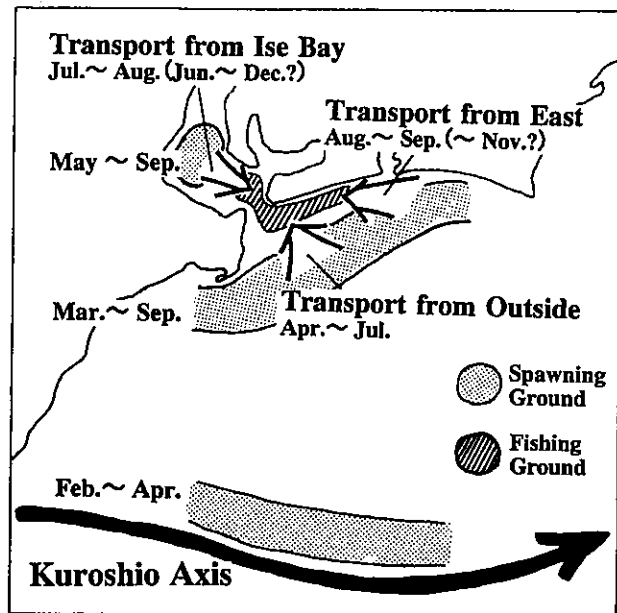 Transport from Ise Bay
Jul.～ Aug.(Jun.～ Dec.?)
Transport from East
Aug.～ Sep.(～ Nov.?)
May ～ Sep.
Transport from Outside
Apr.～ Jul.
Mar.～ Sep.
Spawning
Ground
Fishing
Ground
Feb.～ Apr.
Kuroshio Axis